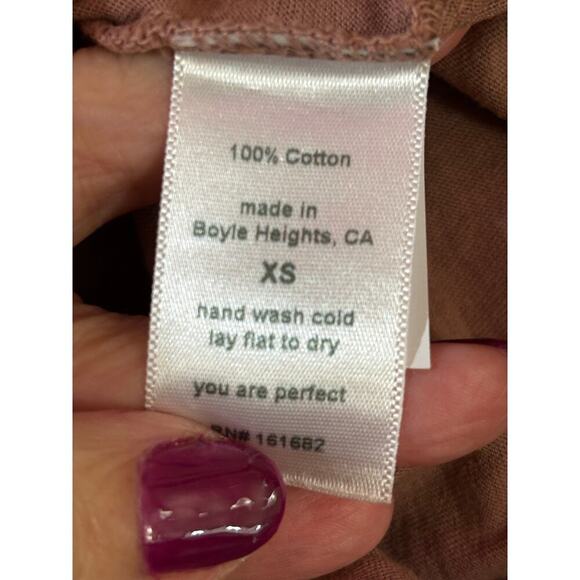 100% Cotton
made in
Boyle Heights, CA
XS
hand wash cold
lay flat to dry
you are perfect
RN# 161682